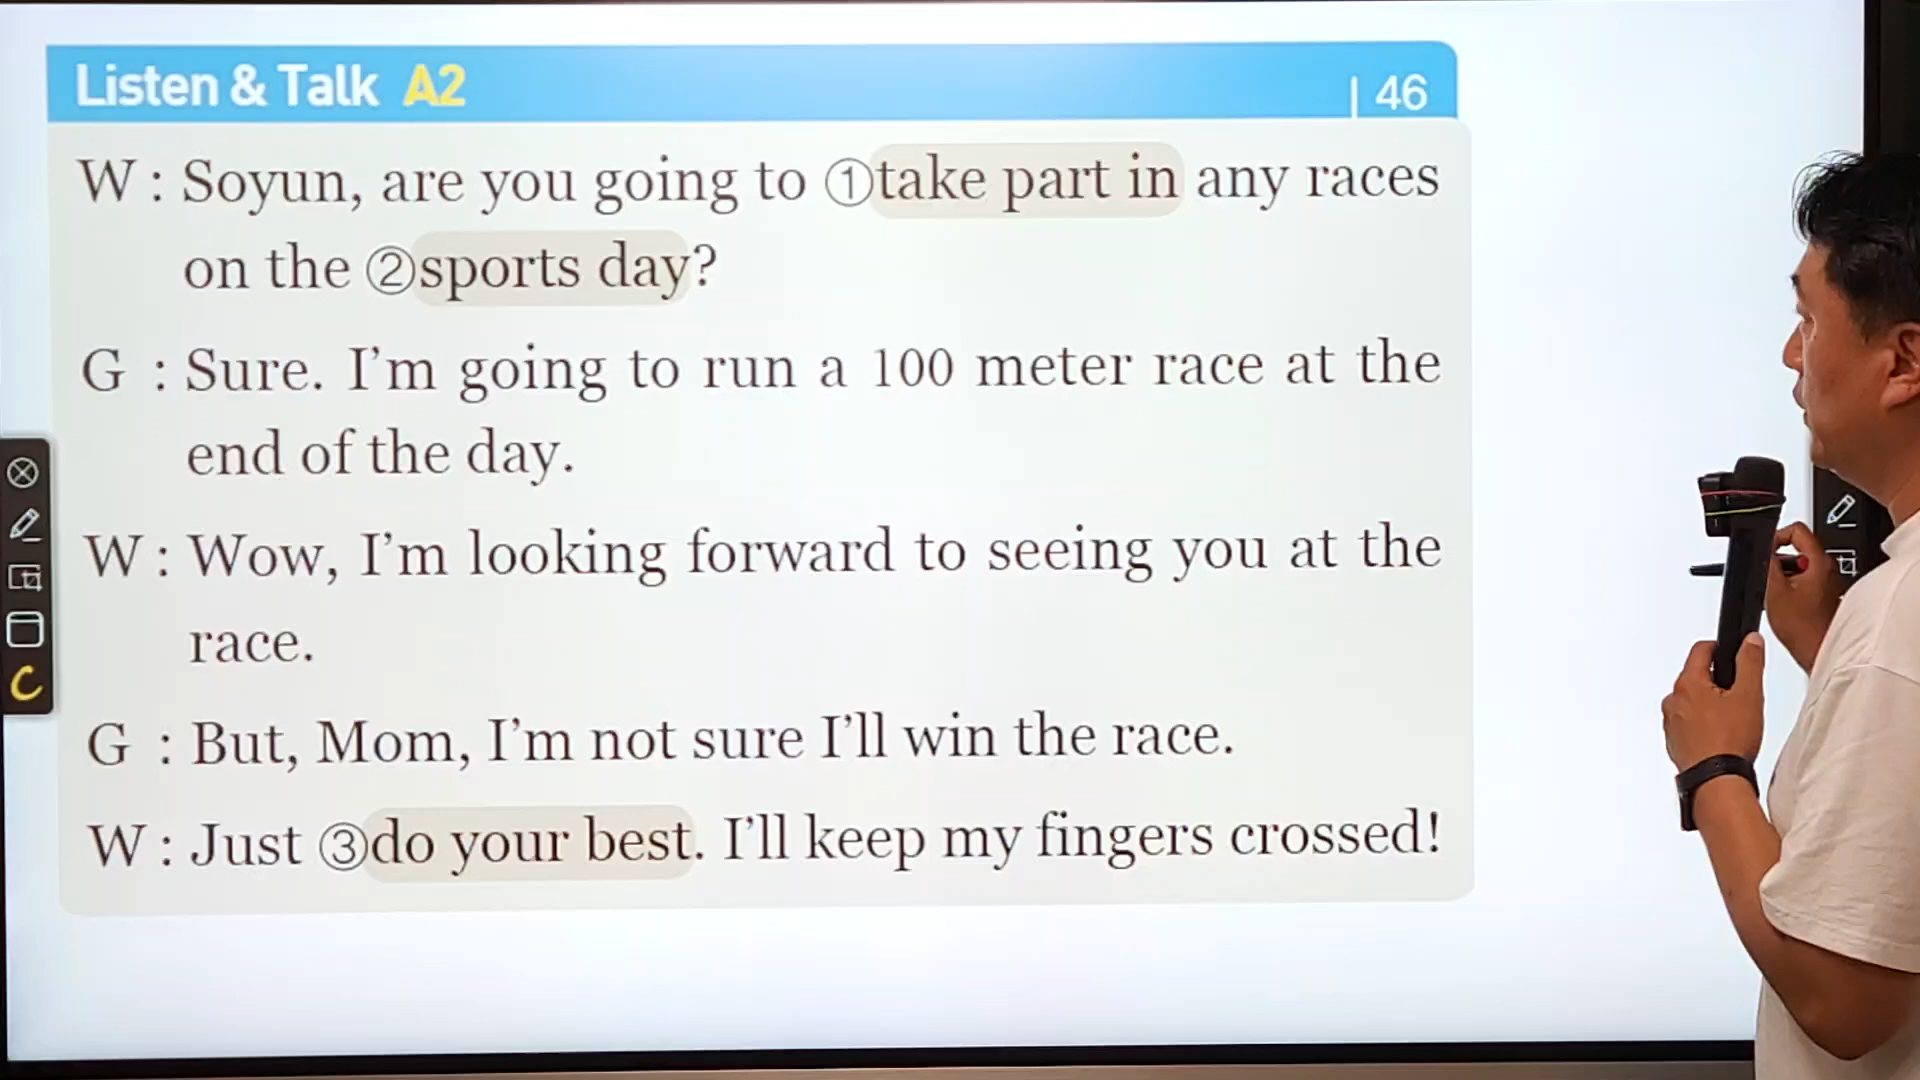 Listen & Talk A2 | 46
W : Soyun, are you going to ①take part in any races
on the ②sports day?
G : Sure. I'm going to run a 100 meter race at the
end of the day.
W : Wow, I'm looking forward to seeing you at the
race.
G : But, Mom, I'm not sure I'll win the race.
W : Just ③do your best. I'll keep my fingers crossed!